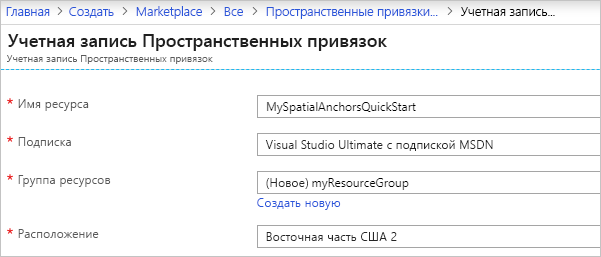 Главная > Создать > Marketplace > Все > Пространственные привязки... > Учетная запись...
Учетная запись Пространственных привязок
Учетная запись Пространственных привязок
* Имя ресурса MySpatialAnchorsQuickStart
* Подписка Visual Studio Ultimate с подпиской MSDN
* Группа ресурсов (Новое) myResourceGroup
Создать новую
* Расположение Восточная часть США 2